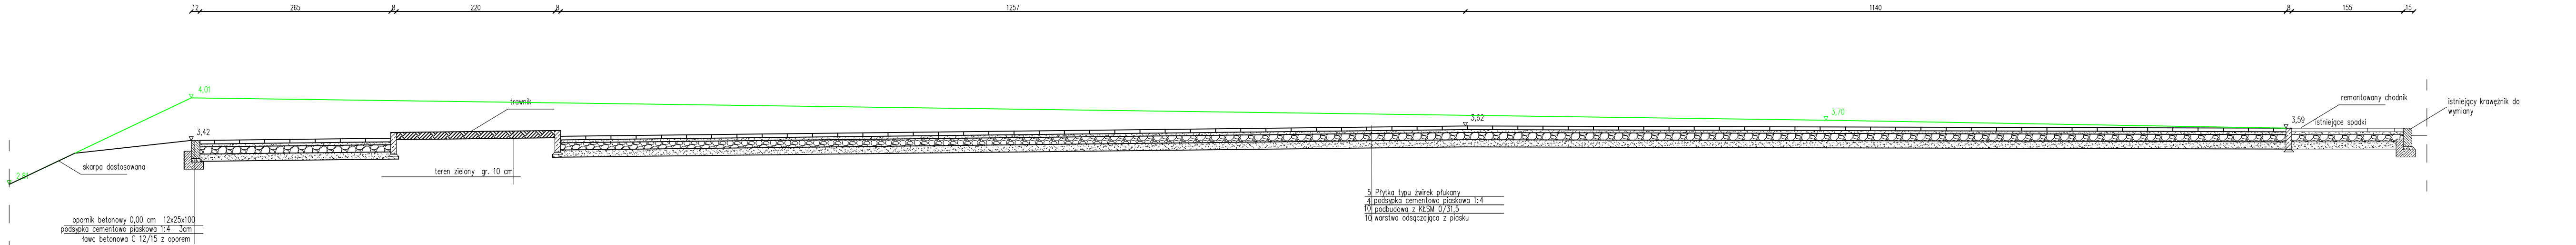 12 265 8 220 8 1257 1140 8 155 15
4,01
3,42
trawnik
3,62
3,70
3,59
remontowany chodnik
istniejące spadki
istniejący krawężnik do
wymiany
skarpa dostosowana
teren zielony gr. 10 cm
5 Płytka typu żwirek płukany
4 podsypka cementowo piaskowa 1:4
10 podbudowa z KŁSM 0/31,5
10 warstwa odsączająca z piasku
opornik betonowy 0,00 cm 12x25x100
podsypka cementowo piaskowa 1:4- 3cm
ława betonowa C 12/15 z oporem